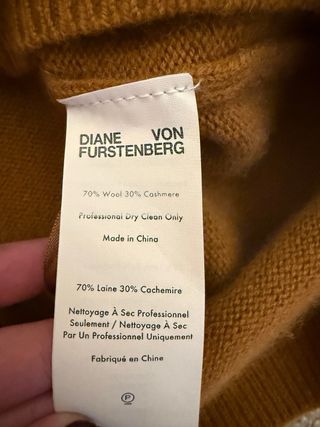 DIANE VON
FURSTENBERG
70% Wool 30% Cashmere
Professional Dry Clean Only
Made in China
70% Laine 30% Cachemire
Nettoyage À Sec Professionnel
Seulement / Nettoyage À Sec
Par Un Professionnel Uniquement
Fabriqué en Chine
P